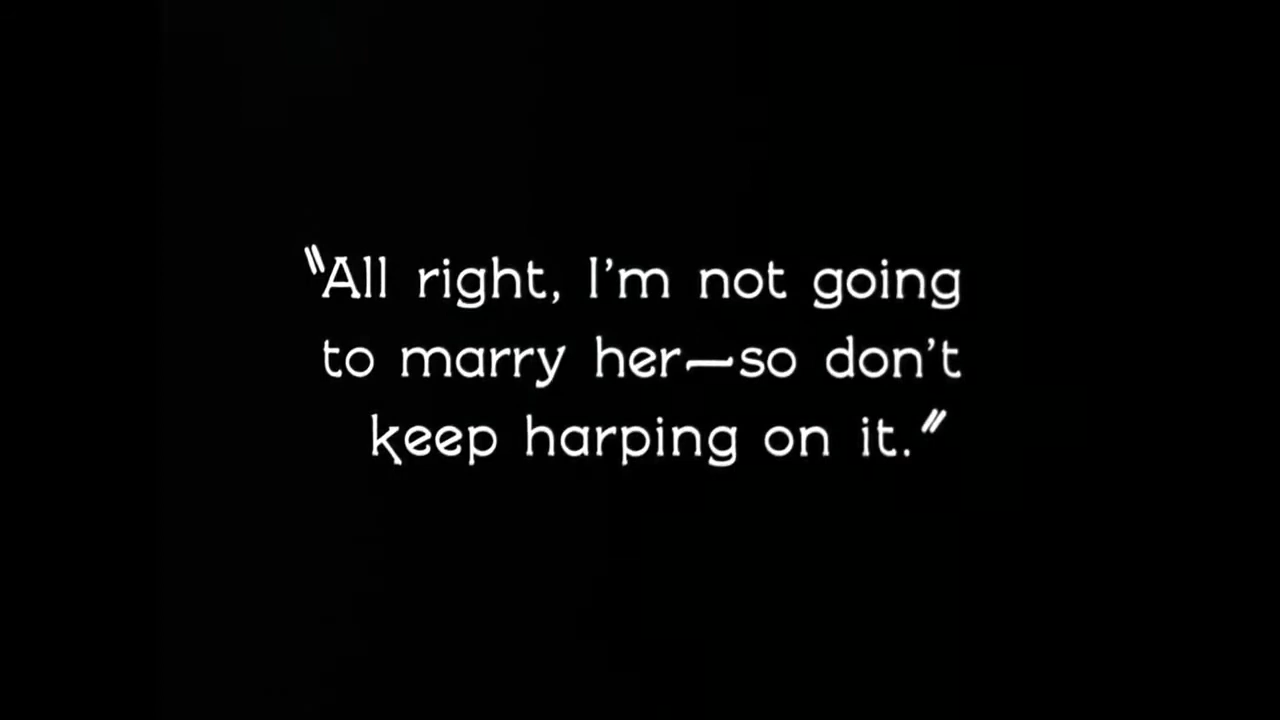 "All right, I'm not going
to marry her—so don't
keep harping on it."